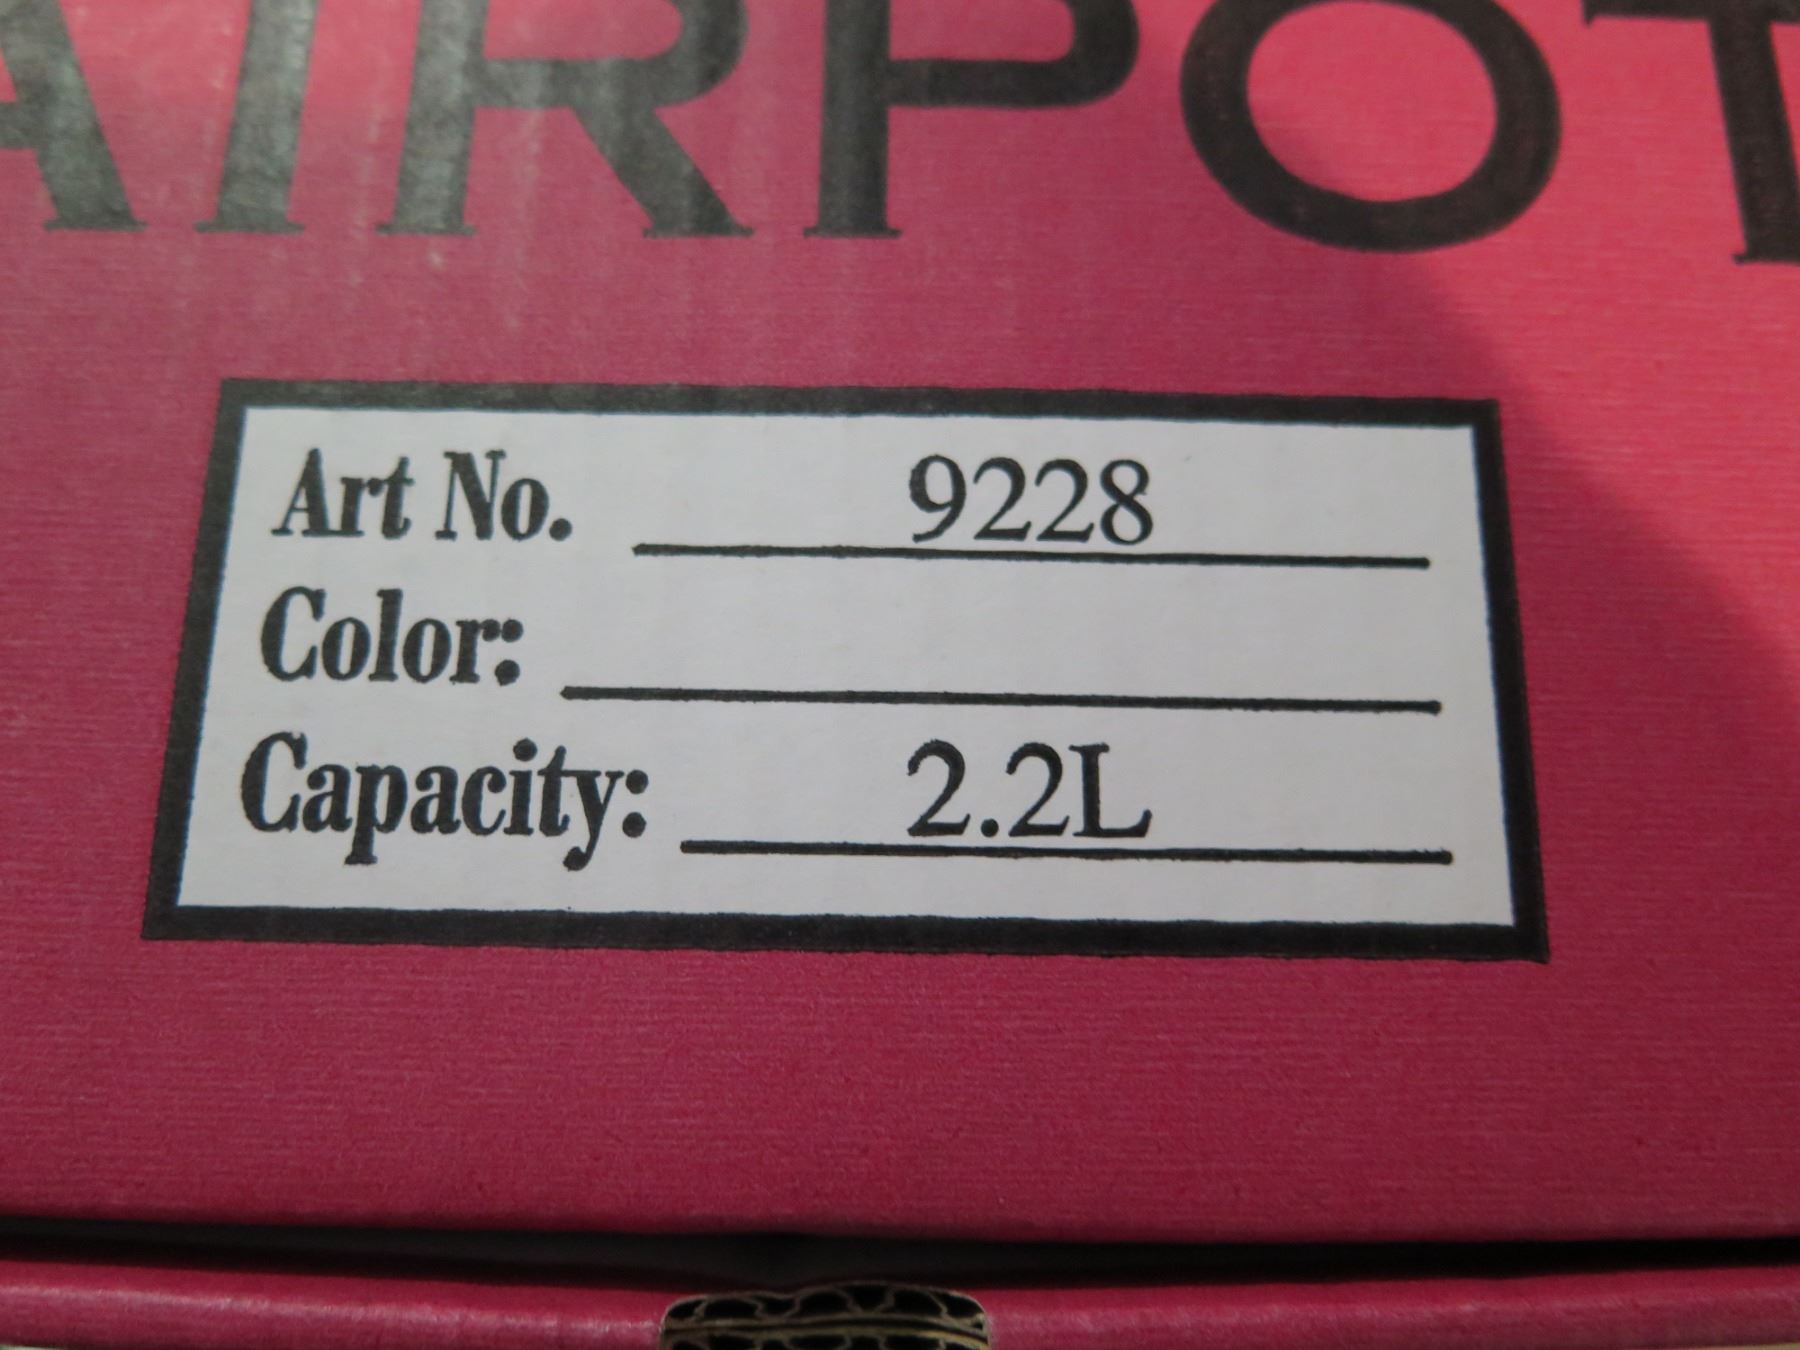 AIRPOT
Art No. 9228
Color:
Capacity: 2.2L